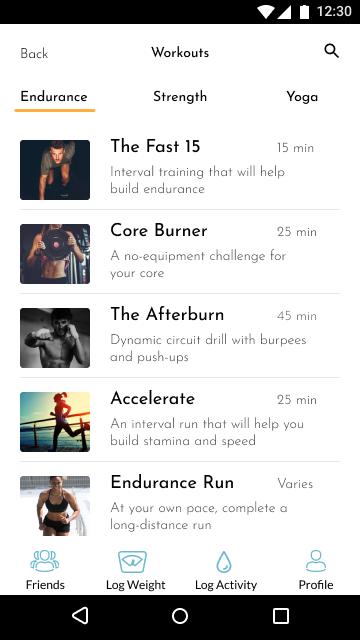 12:30
Back
Workouts
Endurance
Strength
Yoga
The Fast 15
15 min
Interval training that will help
build endurance
Core Burner
25 min
A no-equipment challenge for
your core
The Afterburn
45 min
Dynamic circuit drill with burpees
and push-ups
Accelerate
25 min
An interval run that will help you
build stamina and speed
Endurance Run
Varies
At your own pace, complete a
long-distance run
Friends
Log Weight
Log Activity
Profile